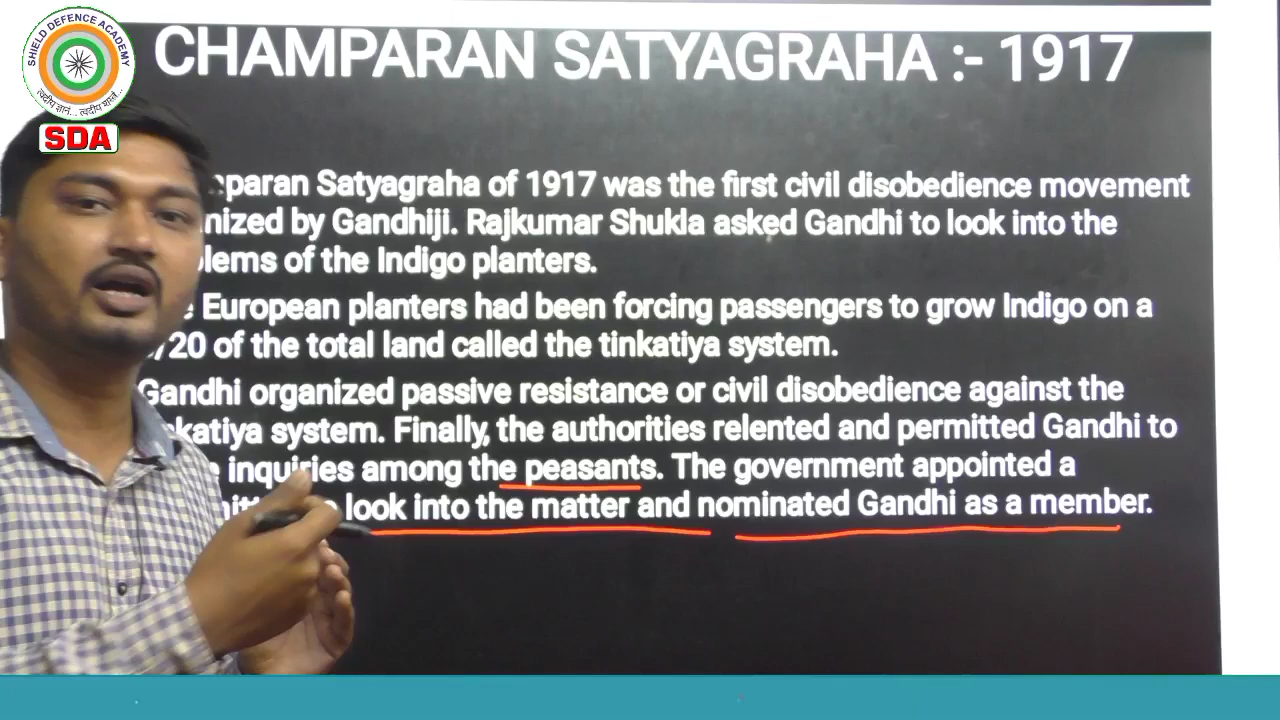 SHIELD DEFENCE ACADEMY
SDA
CHAMPARAN SATYAGRAHA :- 1917
Satyagraha of 1917 was the first civil disobedience movement
by Gandhiji. Rajkumar Shukla asked Gandhi to look into the
of the Indigo planters.
European planters had been forcing passengers to grow Indigo on a
/20 of the total land called the tinkatiya system.
Gandhi organized passive resistance or civil disobedience against the
system. Finally, the authorities relented and permitted Gandhi to
inquiries among the peasants. The government appointed a
look into the matter and nominated Gandhi as a member.